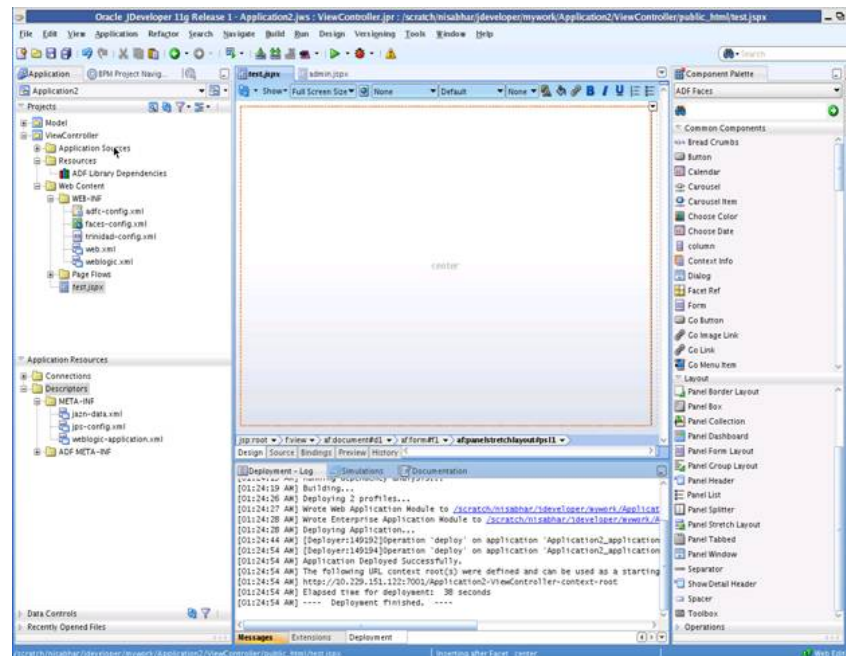 Oracle JDeveloper 11g Release 1 - Application2.jws : ViewController.jpr : /scratch/nisabhar/jdeveloper/mywork/Application2/ViewController/public_html/test.jspx
File Edit View Application Refactor Search Navigate Build Run Design Versioning Tools Window Help
Search
Application
BPM Project Navig...
Application2
Projects
Model
ViewController
Application Sources
Resources
ADF Library Dependencies
Web Content
WEB-INF
adfc-config.xml
faces-config.xml
trinidad-config.xml
web.xml
weblogic.xml
Page Flows
test.jspx
Application Resources
Connections
Descriptors
META-INF
jazn-data.xml
jps-config.xml
weblogic-application.xml
ADF META-INF
Data Controls
Recently Opened Files
test.jspx
admin.jspx
Show Full Screen Size None Default None B I U
center
jsp:root f:view af:document#d1 af:form#f1 af:panelstretchlayout#psl1
Design Source Bindings Preview History
Deployment - Log
Simulations
Documentation
[01:24:19 AM] Running dependency analysis...
[01:24:19 AM] Building...
[01:24:26 AM] Deploying 2 profiles...
[01:24:27 AM] Wrote Web Application Module to /scratch/nisabhar/jdeveloper/mywork/Applicat
[01:24:28 AM] Wrote Enterprise Application Module to /scratch/nisabhar/jdeveloper/mywork/A
[01:24:28 AM] Deploying Application...
[01:24:44 AM] [Deployer:149192]Operation 'deploy' on application 'Application2_application
[01:24:54 AM] [Deployer:149194]Operation 'deploy' on application 'Application2_application
[01:24:54 AM] Application Deployed Successfully.
[01:24:54 AM] The following URL context root(s) were defined and can be used as a starting
[01:24:54 AM] http://10.229.151.122:7001/Application2-ViewController-context-root
[01:24:54 AM] Elapsed time for deployment: 38 seconds
[01:24:54 AM] ---- Deployment finished. ----
Messages Extensions Deployment
Component Palette
ADF Faces
Common Components
Bread Crumbs
Button
Calendar
Carousel
Carousel Item
Choose Color
Choose Date
column
Context Info
Dialog
Facet Ref
Form
Go Button
Go Image Link
Go Link
Go Menu Item
Layout
Panel Border Layout
Panel Box
Panel Collection
Panel Dashboard
Panel Form Layout
Panel Group Layout
Panel Header
Panel List
Panel Splitter
Panel Stretch Layout
Panel Tabbed
Panel Window
Separator
Show Detail Header
Spacer
Toolbox
Operations
/scratch/nisabhar/jdeveloper/mywork/Application2/ViewController/public_html/test.jspx
Inserting after Facet center
Web Edit